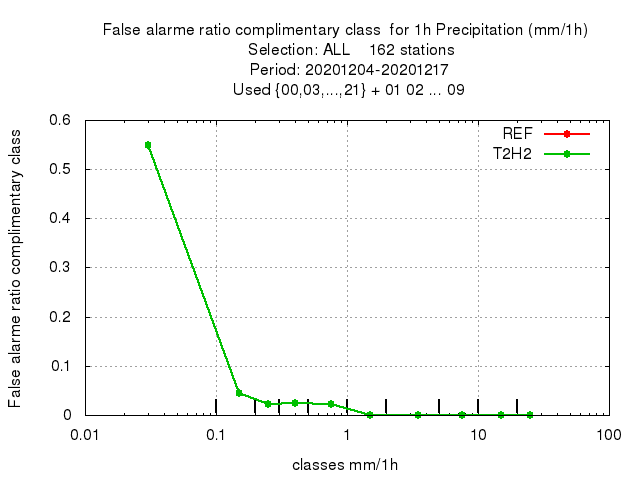 False alarme ratio complimentary class  for 1h Precipitation (mm/1h)
Selection: ALL    162 stations
Period: 20201204-20201217
Used {00,03,...,21} + 01 02 ... 09
False alarme ratio complimentary class
0.6
0.5
0.4
0.3
0.2
0.1
0
REF
T2H2
0.01
0.1
1
10
100
classes mm/1h